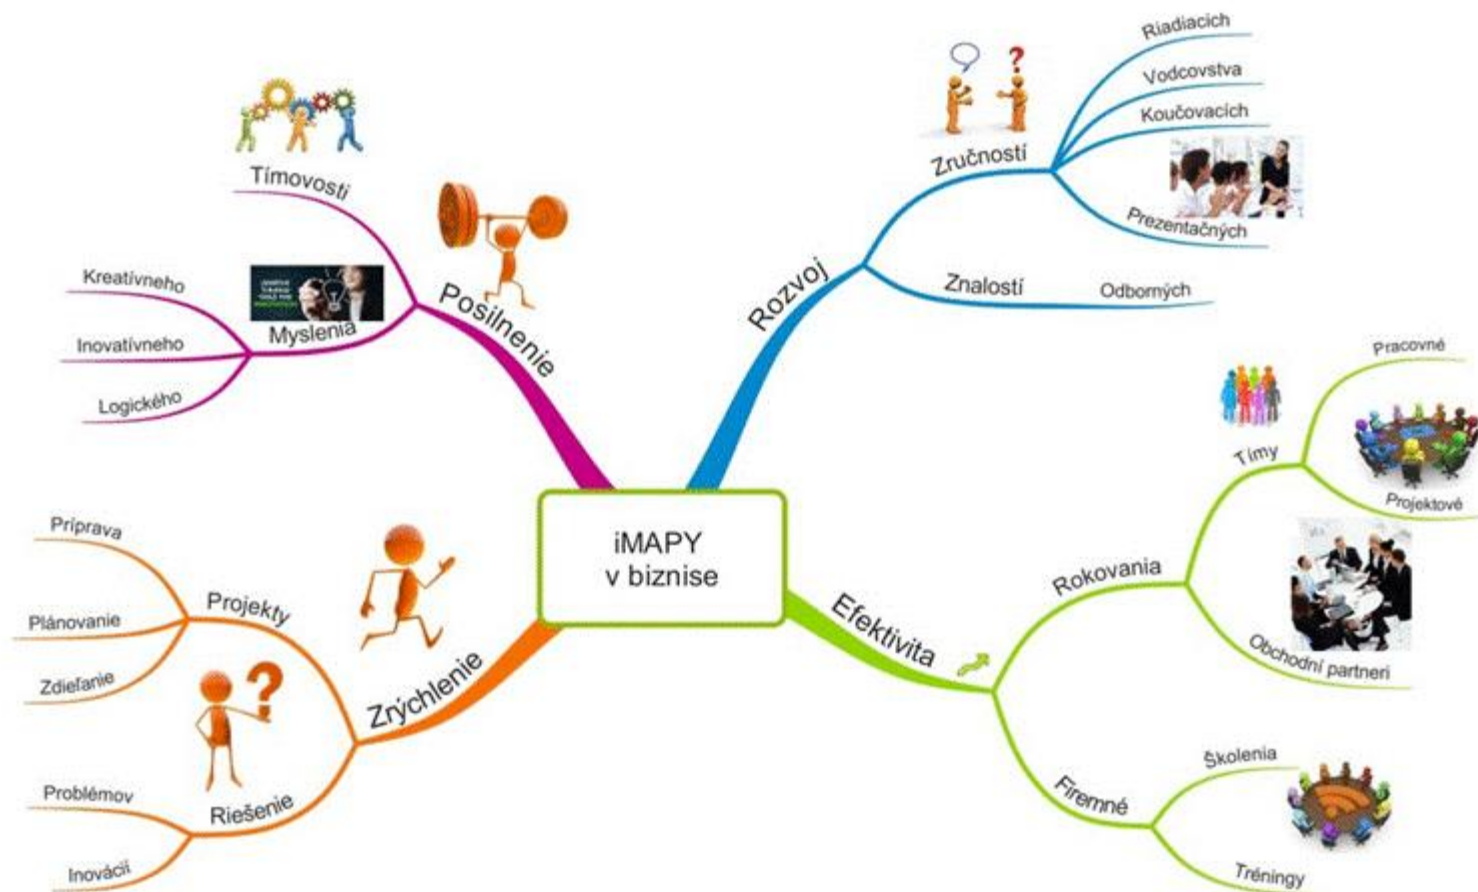 iMAPY
v biznise
Rozvoj
Zručností
Riadiacich
Vodcovstva
Koučovacích
Prezentačných
Znalostí
Odborných
Efektivita
Rokovania
Tímy
Pracovné
Projektové
Obchodní partneri
Firemné
Školenia
Tréningy
Zrýchlenie
Projekty
Príprava
Plánovanie
Zdieľanie
Riešenie
Problémov
Inovácií
Posilnenie
Tímovosti
Myslenia
Kreatívneho
Inovatívneho
Logického